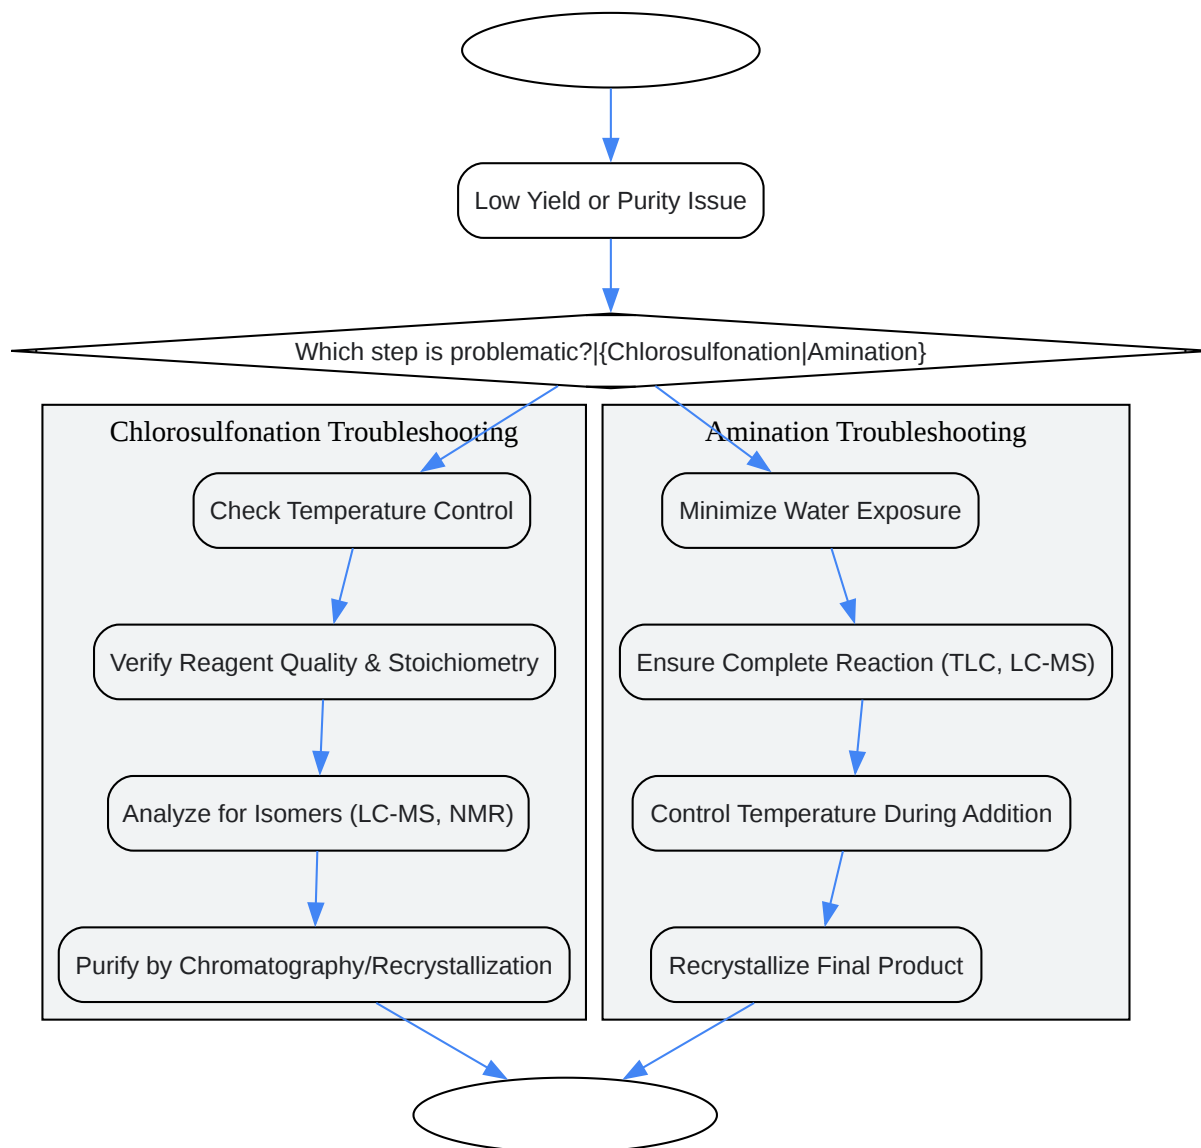 Low Yield or Purity Issue
Which step is problematic?|{Chlorosulfonation|Amination}
Chlorosulfonation Troubleshooting
Check Temperature Control
Verify Reagent Quality & Stoichiometry
Analyze for Isomers (LC-MS, NMR)
Purify by Chromatography/Recrystallization
Amination Troubleshooting
Minimize Water Exposure
Ensure Complete Reaction (TLC, LC-MS)
Control Temperature During Addition
Recrystallize Final Product